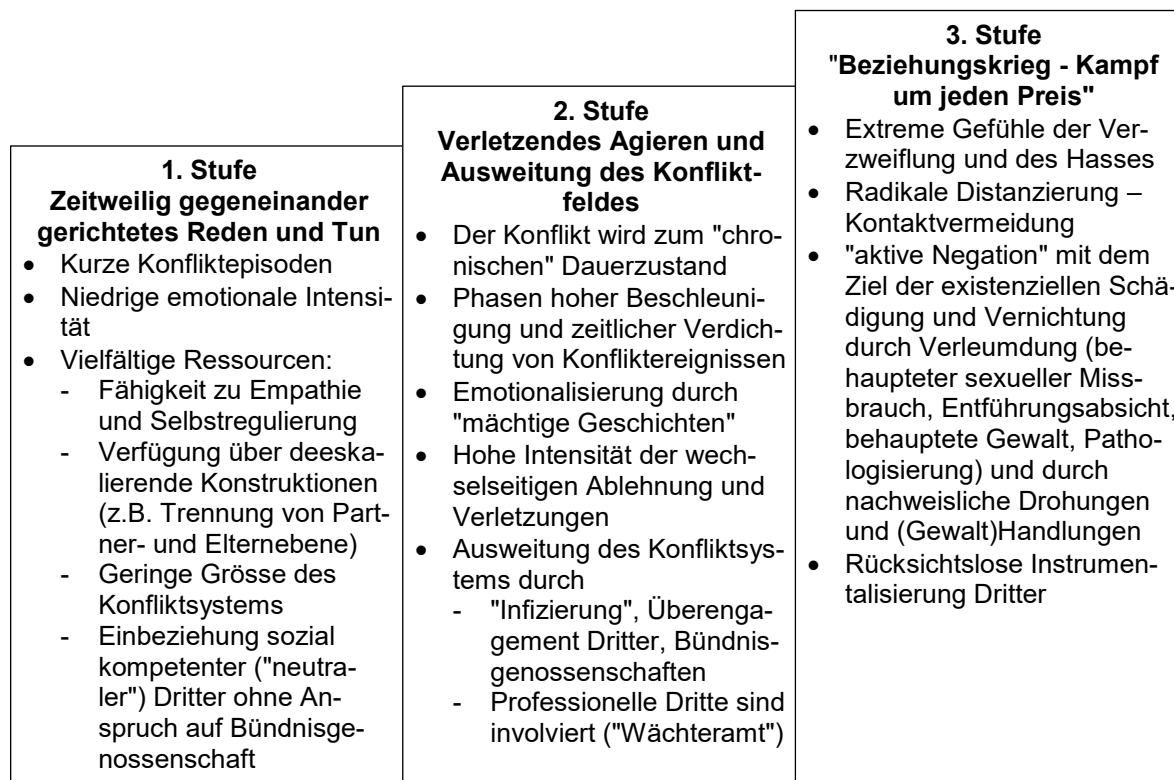 1. Stufe
Zeitweilig gegeneinander
gerichtetes Reden und Tun
• Kurze Konfliktepisoden
• Niedrige emotionale Intensi-
tät
• Vielfältige Ressourcen:
- Fähigkeit zu Empathie
und Selbstregulierung
- Verfügung über deeska-
lierende Konstruktionen
(z.B. Trennung von Part-
ner- und Elternebene)
- Geringe Grösse des
Konfliktsystems
- Einbeziehung sozial
kompetenter ("neutra-
ler") Dritter ohne An-
spruch auf Bündnisge-
nossenschaft
2. Stufe
Verletzendes Agieren und
Ausweitung des Konflikt-
feldes
• Der Konflikt wird zum "chro-
nischen" Dauerzustand
• Phasen hoher Beschleuni-
gung und zeitlicher Verdich-
tung von Konfliktereignissen
• Emotionalisierung durch
"mächtige Geschichten"
• Hohe Intensität der wech-
selseitigen Ablehnung und
Verletzungen
• Ausweitung des Konfliktsys-
tems durch
- "Infizierung", Überenga-
gement Dritter, Bündnis-
genossenschaften
- Professionelle Dritte sind
involviert ("Wächteramt")
3. Stufe
"Beziehungskrieg - Kampf
um jeden Preis"
• Extreme Gefühle der Ver-
zweiflung und des Hasses
• Radikale Distanzierung –
Kontaktvermeidung
• "aktive Negation" mit dem
Ziel der existenziellen Schä-
digung und Vernichtung
durch Verleumdung (be-
haupteter sexueller Miss-
brauch, Entführungsabsicht,
behauptete Gewalt, Patho-
logisierung) und durch
nachweisliche Drohungen
und (Gewalt)Handlungen
• Rücksichtslose Instrumen-
talisierung Dritter